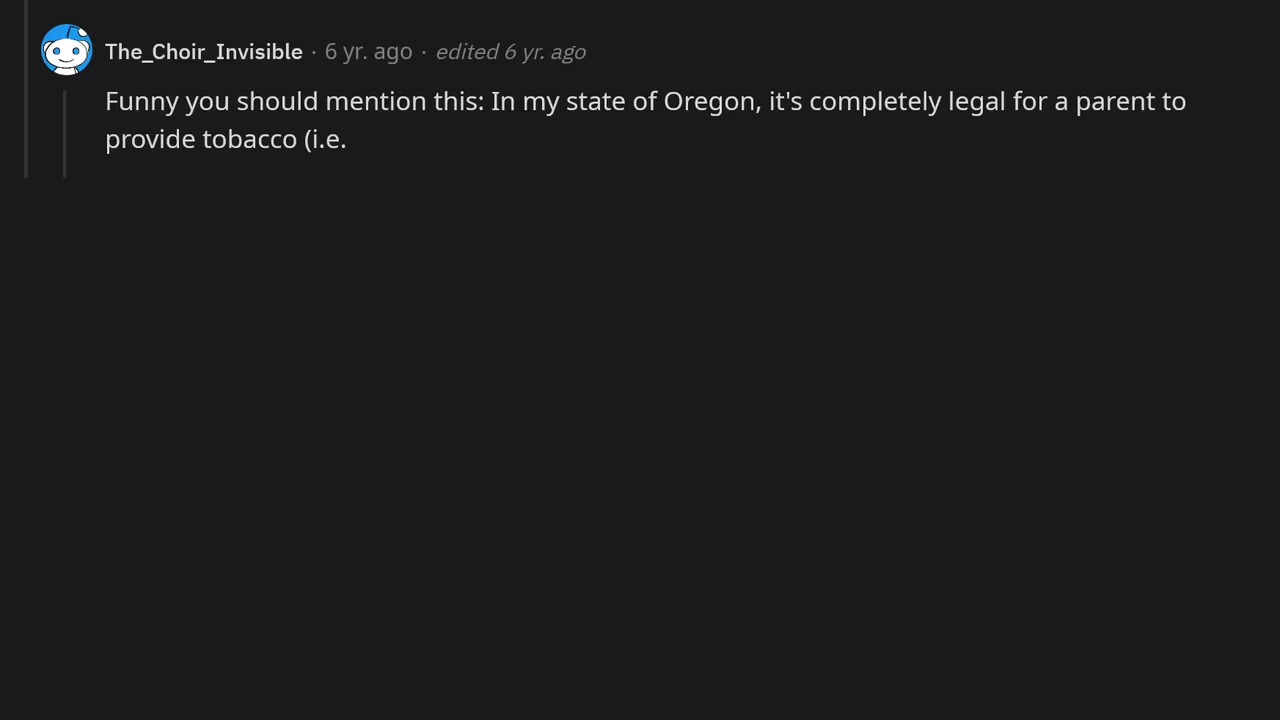 The_Choir_Invisible · 6 yr. ago · edited 6 yr. ago
Funny you should mention this: In my state of Oregon, it's completely legal for a parent to
provide tobacco (i.e.